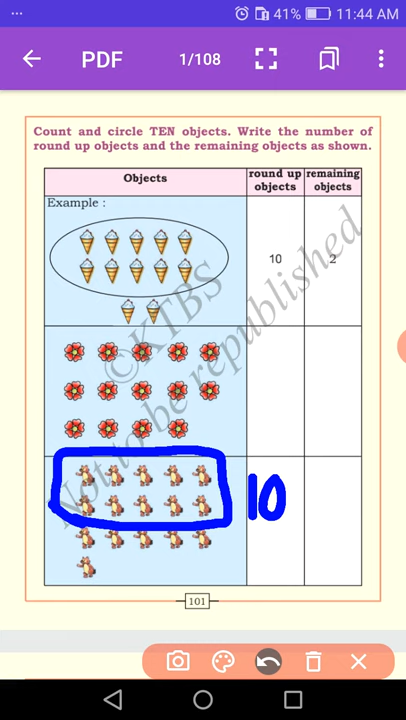 41% 11:44 AM
PDF 1/108
Count and circle TEN objects. Write the number of
round up objects and the remaining objects as shown.
Objects round up objects remaining objects
Example :
10 2
10
©KTBS
Not to be republished
101